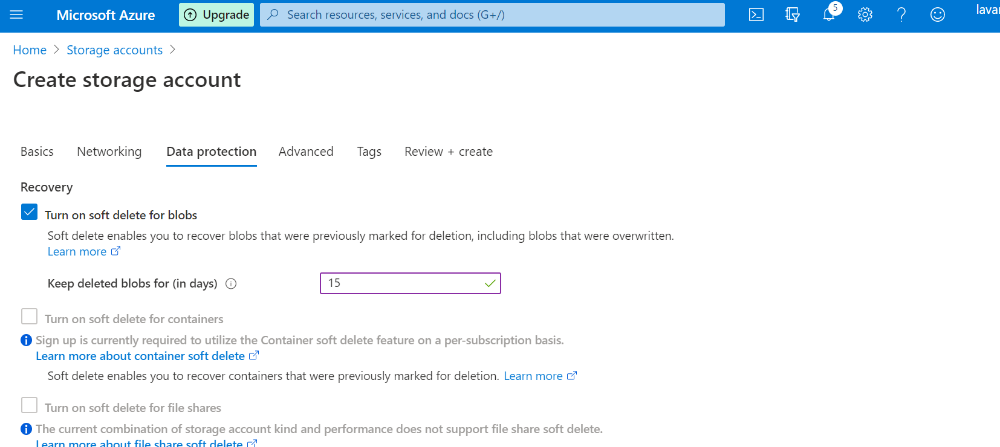 Microsoft Azure
Upgrade
Search resources, services, and docs (G+/)
5
lavan
Home > Storage accounts >
Create storage account
Basics Networking Data protection Advanced Tags Review + create
Recovery
Turn on soft delete for blobs
Soft delete enables you to recover blobs that were previously marked for deletion, including blobs that were overwritten.
Learn more
Keep deleted blobs for (in days)
15
Turn on soft delete for containers
Sign up is currently required to utilize the Container soft delete feature on a per-subscription basis.
Learn more about container soft delete
Soft delete enables you to recover containers that were previously marked for deletion. Learn more
Turn on soft delete for file shares
The current combination of storage account kind and performance does not support file share soft delete.
Learn more about file share soft delete